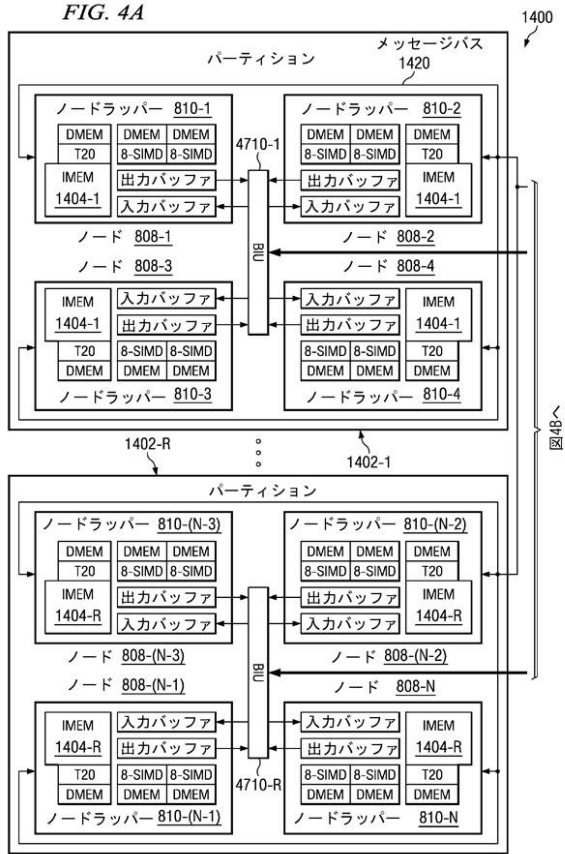 FIG. 4A
1400
メッセージバス
1420
パーティション
ノードラッパー 810-1
DMEM
T20
IMEM
1404-1
DMEM DMEM
8-SIMD 8-SIMD
出力バッファ
入力バッファ
4710-1
BIU
ノードラッパー 810-2
DMEM DMEM
8-SIMD 8-SIMD
DMEM
T20
IMEM
1404-1
出力バッファ
入力バッファ
ノード 808-1
ノード 808-2
ノード 808-3
ノード 808-4
IMEM
1404-1
T20
DMEM
入力バッファ
出力バッファ
8-SIMD 8-SIMD
DMEM DMEM
ノードラッパー 810-3
入力バッファ
出力バッファ
8-SIMD 8-SIMD
DMEM DMEM
IMEM
1404-1
T20
DMEM
ノードラッパー 810-4
図4Bへ
1402-R
1402-1
パーティション
ノードラッパー 810-(N-3)
DMEM
T20
IMEM
1404-R
DMEM DMEM
8-SIMD 8-SIMD
出力バッファ
入力バッファ
BIU
ノードラッパー 810-(N-2)
DMEM DMEM
8-SIMD 8-SIMD
DMEM
T20
IMEM
1404-R
出力バッファ
入力バッファ
ノード 808-(N-3)
ノード 808-(N-2)
ノード 808-(N-1)
ノード 808-N
IMEM
1404-R
T20
DMEM
入力バッファ
出力バッファ
8-SIMD 8-SIMD
DMEM DMEM
ノードラッパー 810-(N-1)
4710-R
入力バッファ
出力バッファ
8-SIMD 8-SIMD
DMEM DMEM
IMEM
1404-R
T20
DMEM
ノードラッパー 810-N